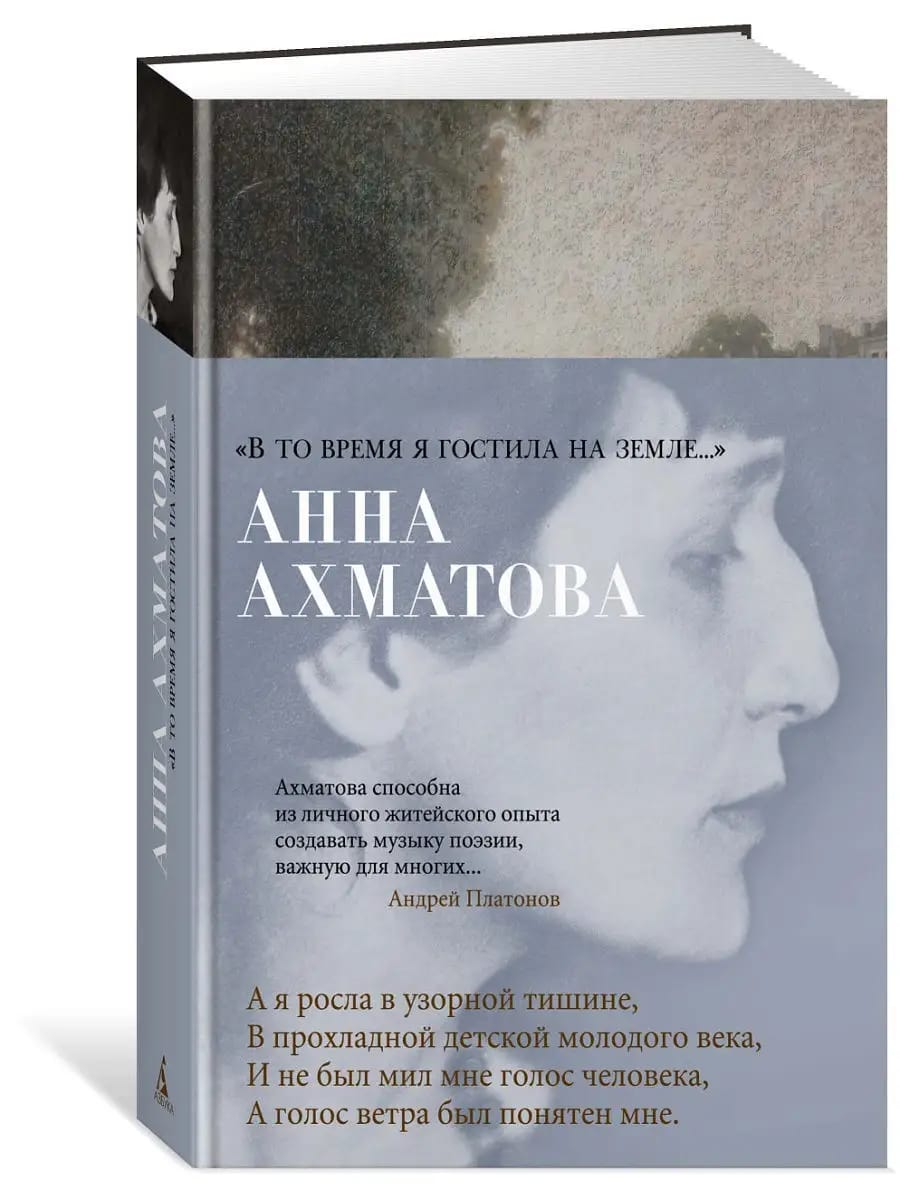 «В ТО ВРЕМЯ Я ГОСТИЛА НА ЗЕМЛЕ...»
АННА
АХМАТОВА
Ахматова способна
из личного житейского опыта
создавать музыку поэзии,
важную для многих...
Андрей Платонов
А я росла в узорной тишине,
В прохладной детской молодого века,
И не был мил мне голос человека,
А голос ветра был понятен мне.
АННА АХМАТОВА
«В ТО ВРЕМЯ Я ГОСТИЛА НА ЗЕМЛЕ...»
АЗБУКА